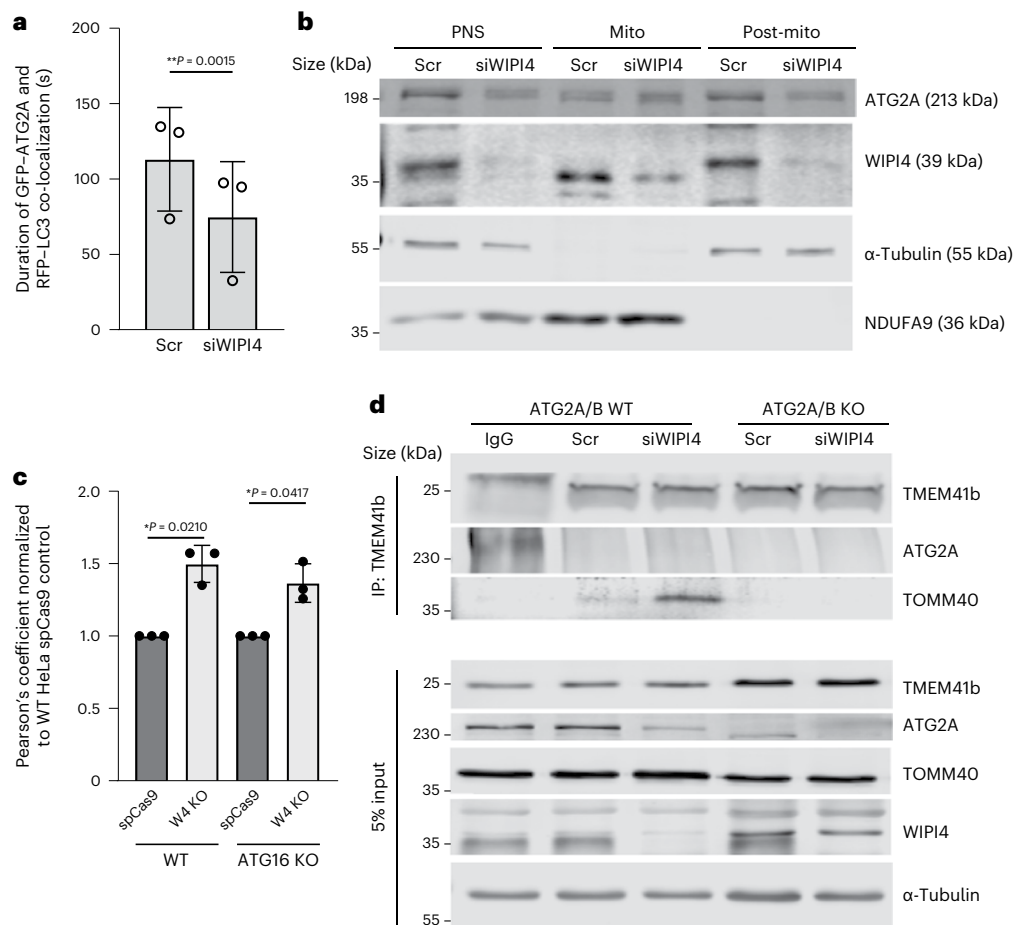 a
Duration of GFP–ATG2A and
RFP–LC3 co-localization (s)
200
150
100
50
0
**P = 0.0015
Scr siWIPI4
b
PNS Mito Post-mito
Size (kDa) Scr siWIPI4 Scr siWIPI4 Scr siWIPI4
198 ATG2A (213 kDa)
35 WIPI4 (39 kDa)
55 α-Tubulin (55 kDa)
35 NDUFA9 (36 kDa)
c
Pearson's coefficient normalized
to WT HeLa spCas9 control
2.0
1.5
1.0
0.5
0
*P = 0.0210
*P = 0.0417
spCas9 W4 KO spCas9 W4 KO
WT ATG16 KO
d
ATG2A/B WT ATG2A/B KO
IgG Scr siWIPI4 Scr siWIPI4
Size (kDa)
IP: TMEM41b
25 TMEM41b
230 ATG2A
35 TOMM40
5% input
25 TMEM41b
230 ATG2A
35 TOMM40
35 WIPI4
55 α-Tubulin